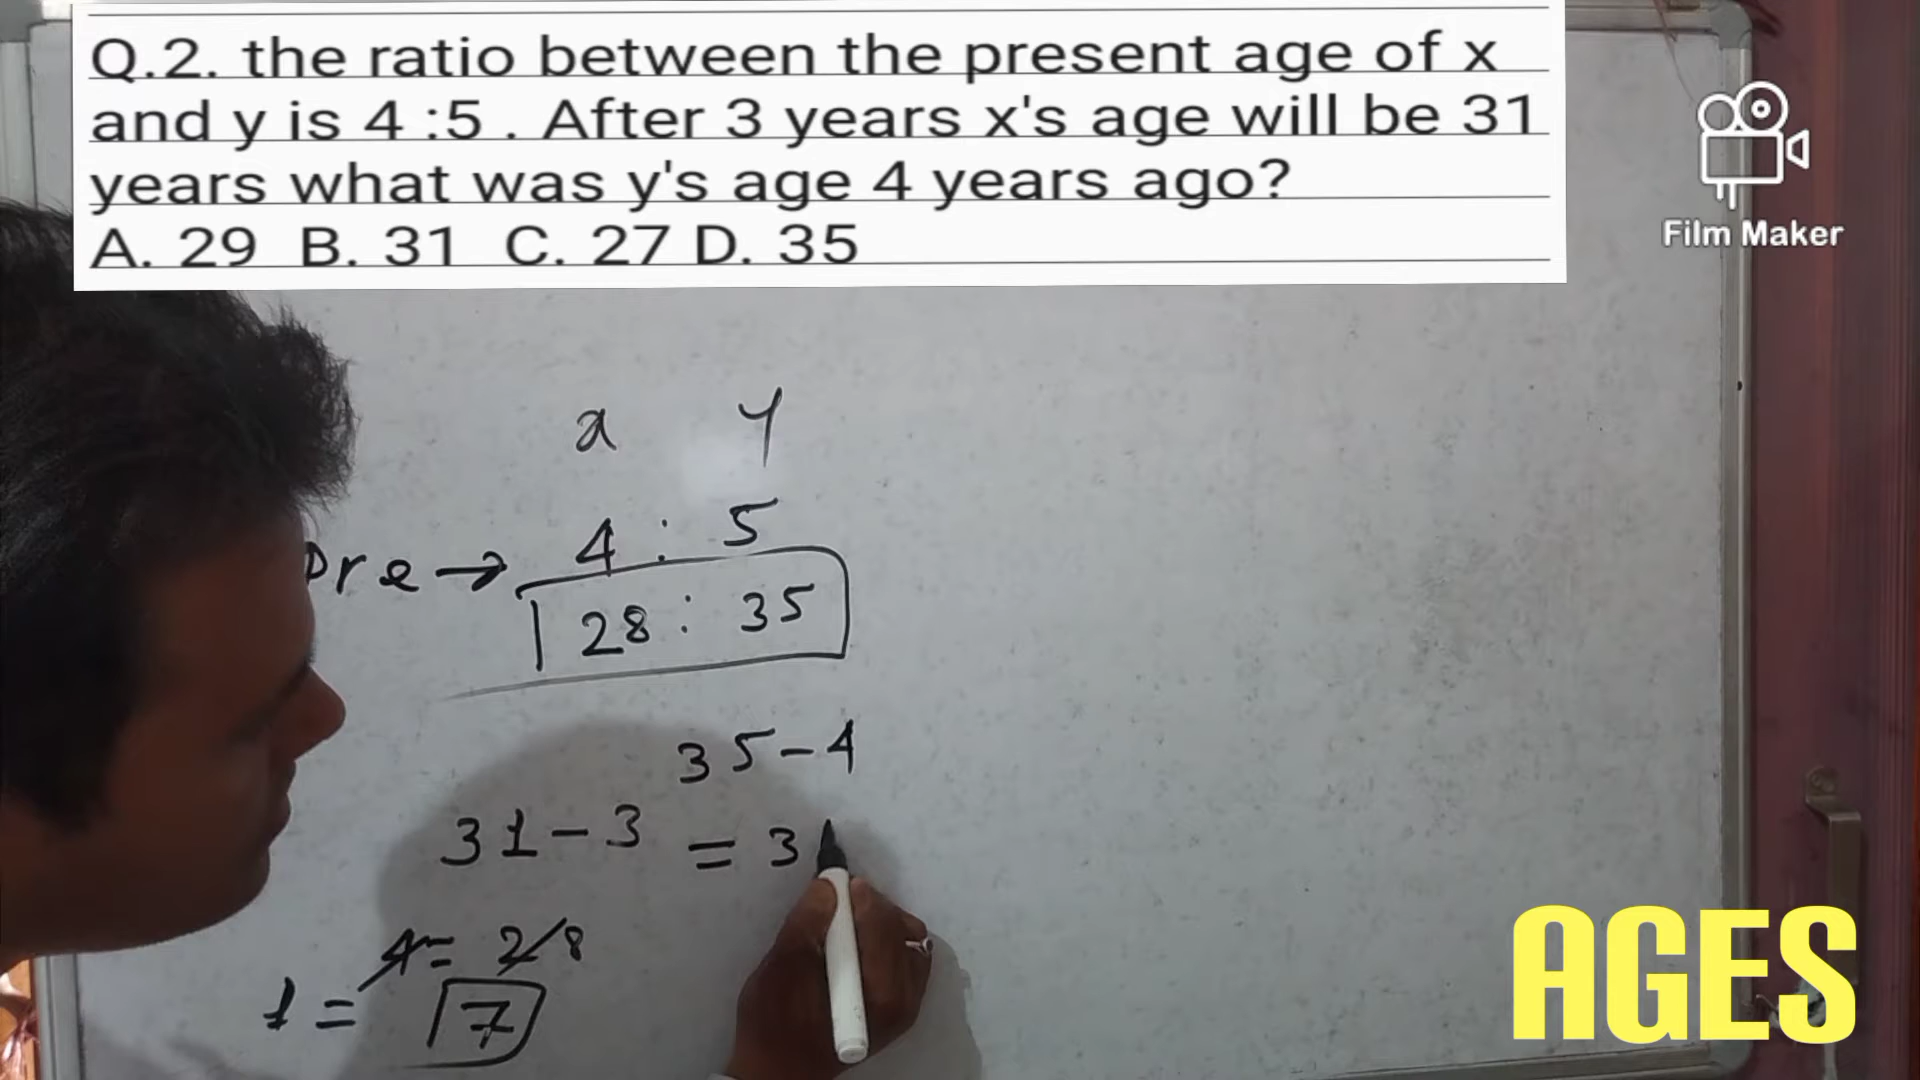 Q.2. the ratio between the present age of x
and y is 4 :5 . After 3 years x's age will be 31
years what was y's age 4 years ago?
A. 29 B. 31 C. 27 D. 35
Film Maker
x y
4 : 5
Pre →
28 : 35
35-4
31-3
= 3
4= 28
1 = 7
AGES